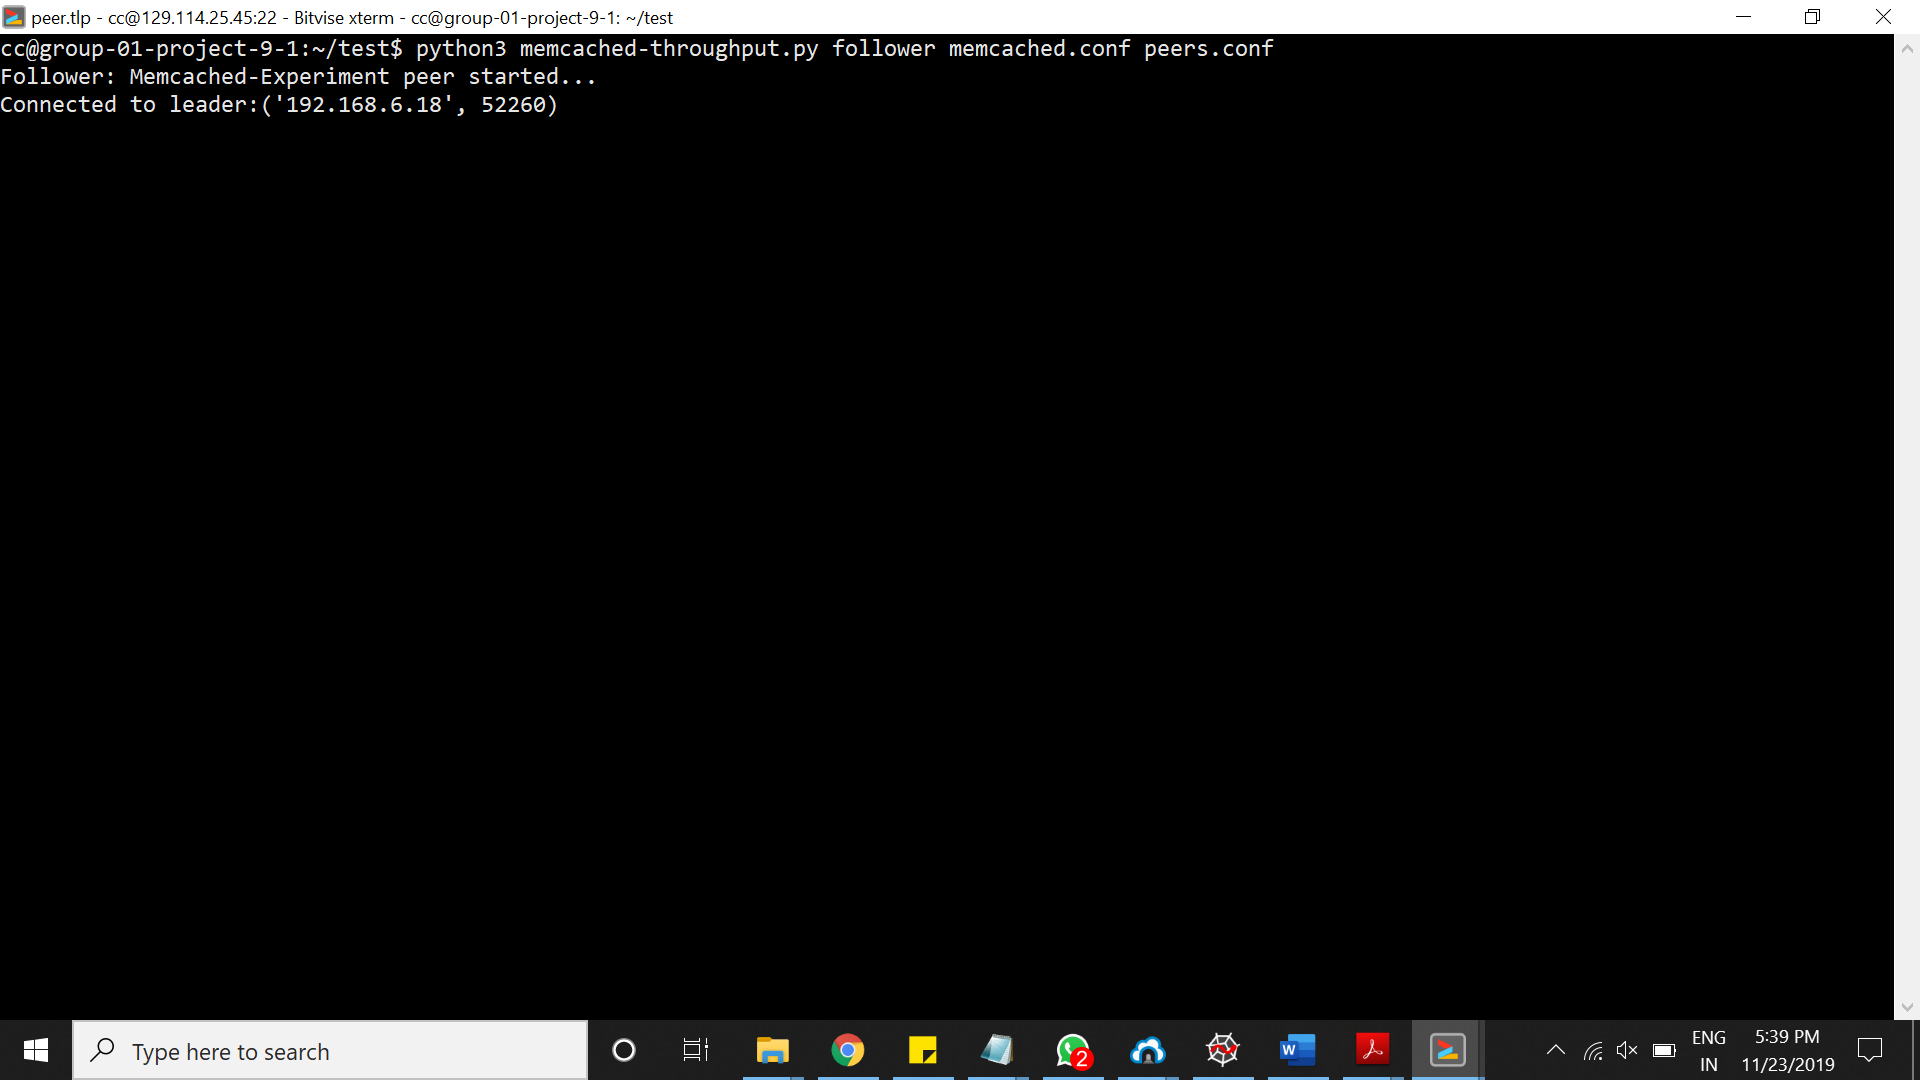 peer.tlp - cc@129.114.25.45:22 - Bitvise xterm - cc@group-01-project-9-1: ~/test
cc@group-01-project-9-1:~/test$ python3 memcached-throughput.py follower memcached.conf peers.conf
Follower: Memcached-Experiment peer started...
Connected to leader:('192.168.6.18', 52260)
Type here to search
2
W
ENG
IN
5:39 PM
11/23/2019